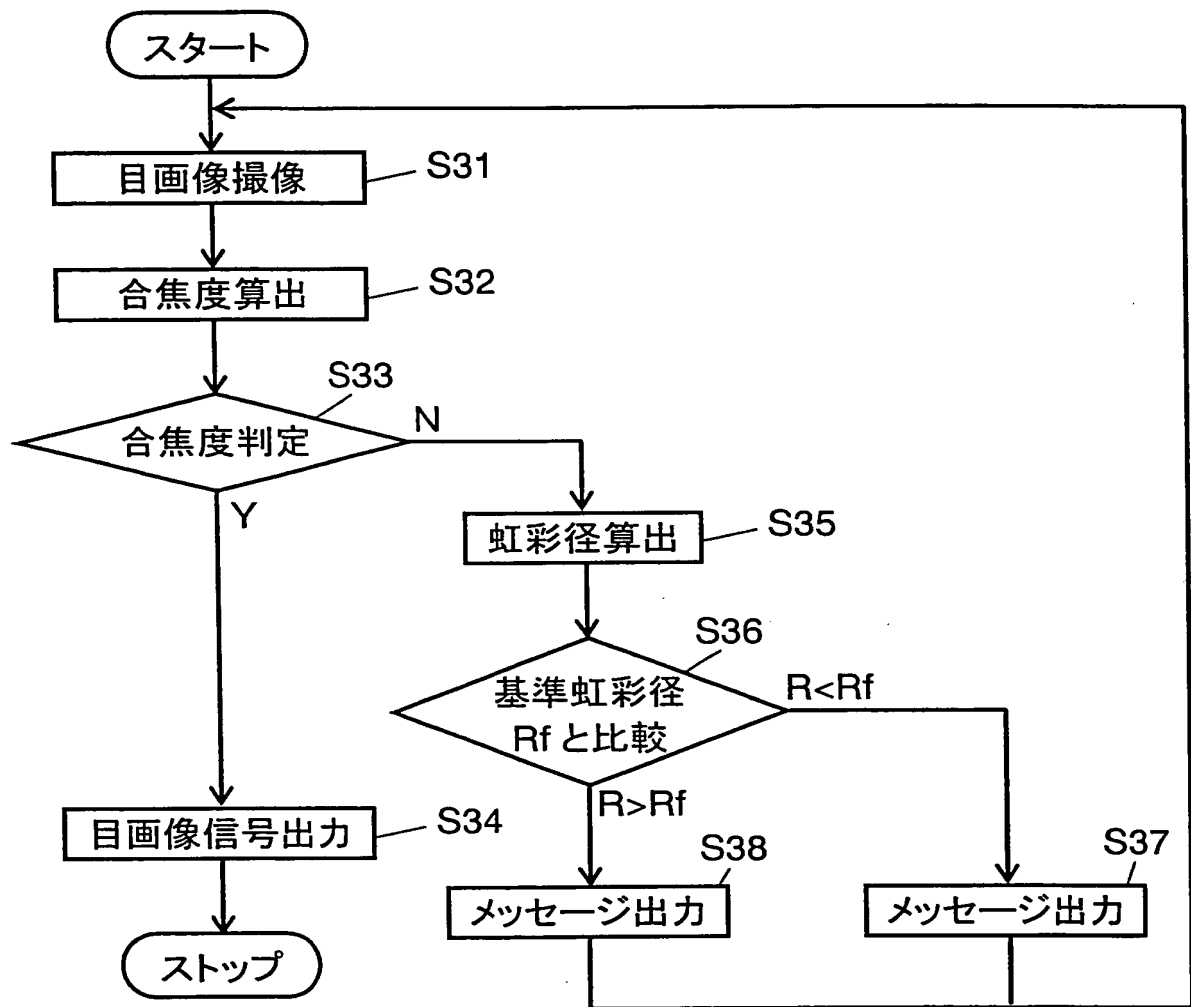 スタート
目画像撮像
S31
合焦度算出
S32
S33
合焦度判定
N
Y
虹彩径算出
S35
S36
基準虹彩径
Rfと比較
R<Rf
R>Rf
目画像信号出力
S34
S38
メッセージ出力
S37
メッセージ出力
ストップ